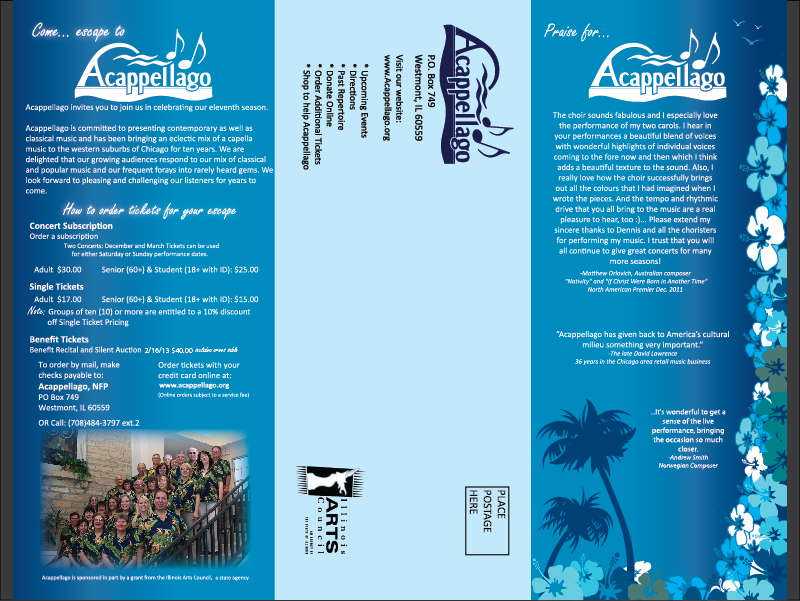 Come... escape to
Acappellago
Acappellago invites you to join us in celebrating our eleventh season.
Acappellago is committed to presenting contemporary as well as
classical music and has been bringing an eclectic mix of a capella
music to the western suburbs of Chicago for ten years. We are
delighted that our growing audiences respond to our mix of classical
and popular music and our frequent forays into rarely heard gems. We
look forward to pleasing and challenging our listeners for years to
come.
How to order tickets for your escape
Concert Subscription
Order a subscription
Two Concerts: December and March Tickets can be used
for either Saturday or Sunday performance dates.
Adult $30.00 Senior (60+) & Student (18+ with ID): $25.00
Single Tickets
Adult $17.00 Senior (60+) & Student (18+ with ID): $15.00
Note: Groups of ten (10) or more are entitled to a 10% discount
off Single Ticket Pricing
Benefit Tickets
Benefit Recital and Silent Auction 2/16/13 $40.00 includes
To order by mail, make
checks payable to:
Acappellago, NFP
PO Box 749
Westmont, IL 60559
OR Call: (708)484-3797 ext.2
Order tickets with your
credit card online at:
www.acappellago.org
(Online orders subject to a service fee)
Acappellago is sponsored in part by a grant from the Illinois Arts Council, a state agency
Acappellago
P.O. Box 749
Westmont, IL 60559
Visit our website:
www.Acappellago.org
* Upcoming Events
* Directions
* Past Repertoire
* Donate Online
* Order Additional Tickets
* Shop to help Acappellago
Illinois
ARTS
Council
AN AGENCY OF
THE STATE OF ILLINOIS
PLACE
POSTAGE
HERE
Praise for...
Acappellago
The choir sounds fabulous and I especially love
the performance of my two carols. I hear in
your performances a beautiful blend of voices
with wonderful highlights of individual voices
coming to the fore now and then which I think
adds a beautiful texture to the sound. Also, I
really love how the choir successfully brings
out all the colours that I had imagined when I
wrote the pieces. And the tempo and rhythmic
drive that you all bring to the music are a real
pleasure to hear, too :)... Please extend my
sincere thanks to Dennis and all the choristers
for performing my music. I trust that you will
all continue to give great concerts for many
more seasons!
-Matthew Orlovich, Australian composer
"Nativity" and "If Christ Were Born in Another Time"
North American Premier Dec. 2011
"Acappellago has given back to America's cultural
milieu something very important."
-The late David Lawrence
36 years in the Chicago area retail music business
..It's wonderful to get a
sense of the live
performance, bringing
the occasion so much
closer.
-Andrew Smith
Norwegian Composer